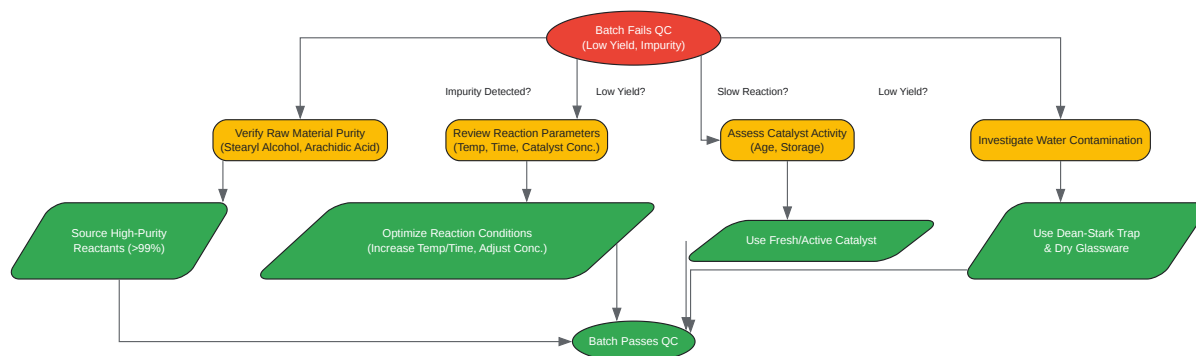 Batch Fails QC
(Low Yield, Impurity)
Impurity Detected?
Low Yield?
Slow Reaction?
Low Yield?
Verify Raw Material Purity
(Stearyl Alcohol, Arachidic Acid)
Review Reaction Parameters
(Temp, Time, Catalyst Conc.)
Assess Catalyst Activity
(Age, Storage)
Investigate Water Contamination
Source High-Purity
Reactants (>99%)
Optimize Reaction Conditions
(Increase Temp/Time, Adjust Conc.)
Use Fresh/Active Catalyst
Use Dean-Stark Trap
& Dry Glassware
Batch Passes QC